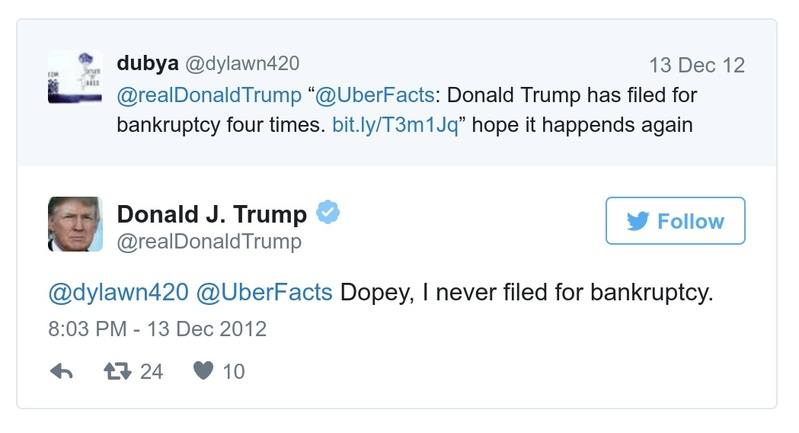 dubya @dylawn420 13 Dec 12
@realDonaldTrump “@UberFacts: Donald Trump has filed for
bankruptcy four times. bit.ly/T3m1Jq” hope it happends again
Donald J. Trump
@realDonaldTrump
Follow
@dylawn420 @UberFacts Dopey, I never filed for bankruptcy.
8:03 PM - 13 Dec 2012
24 10